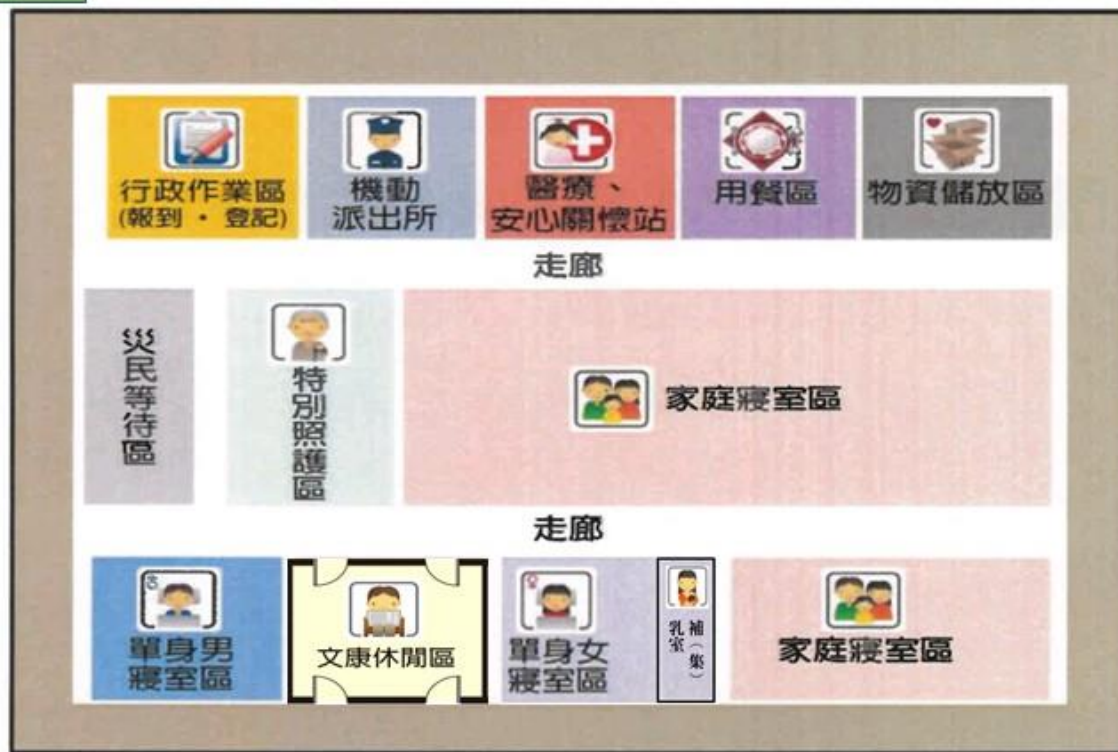 行政作業區
(報到・登記)
機動
派出所
醫療、
安心關懷站
用餐區
物資儲放區
走廊
災民等待區
特別照護區
家庭寢室區
走廊
單身男
寢室區
文康休閒區
單身女
寢室區
補（集）
乳室
家庭寢室區